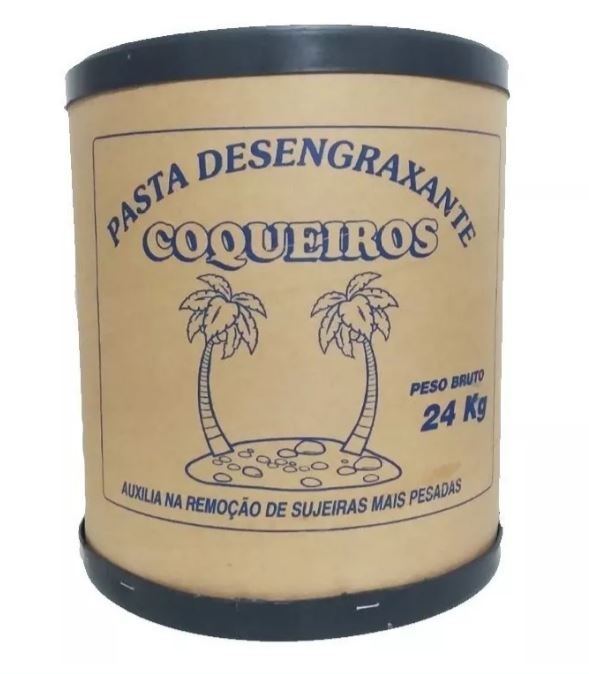 PASTA DESENGRAXANTE
COQUEIROS
PESO BRUTO
24 Kg
AUXILIA NA REMOÇÃO DE SUJEIRAS MAIS PESADAS